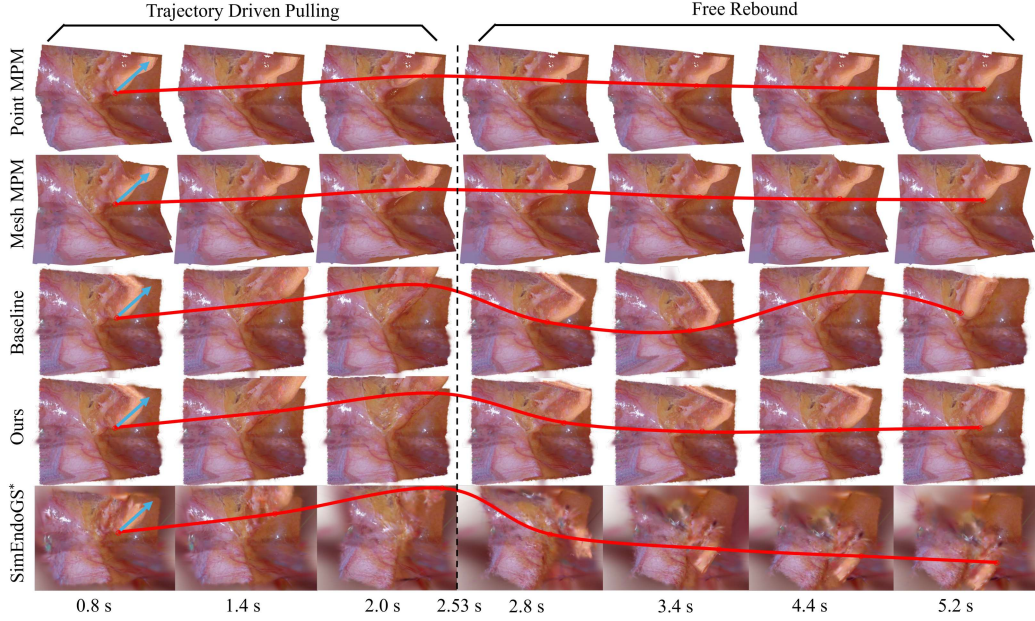 Trajectory Driven Pulling
Free Rebound
Point MPM
Mesh MPM
Baseline
Ours
SimEndoGS*
0.8 s
1.4 s
2.0 s
2.53 s
2.8 s
3.4 s
4.4 s
5.2 s